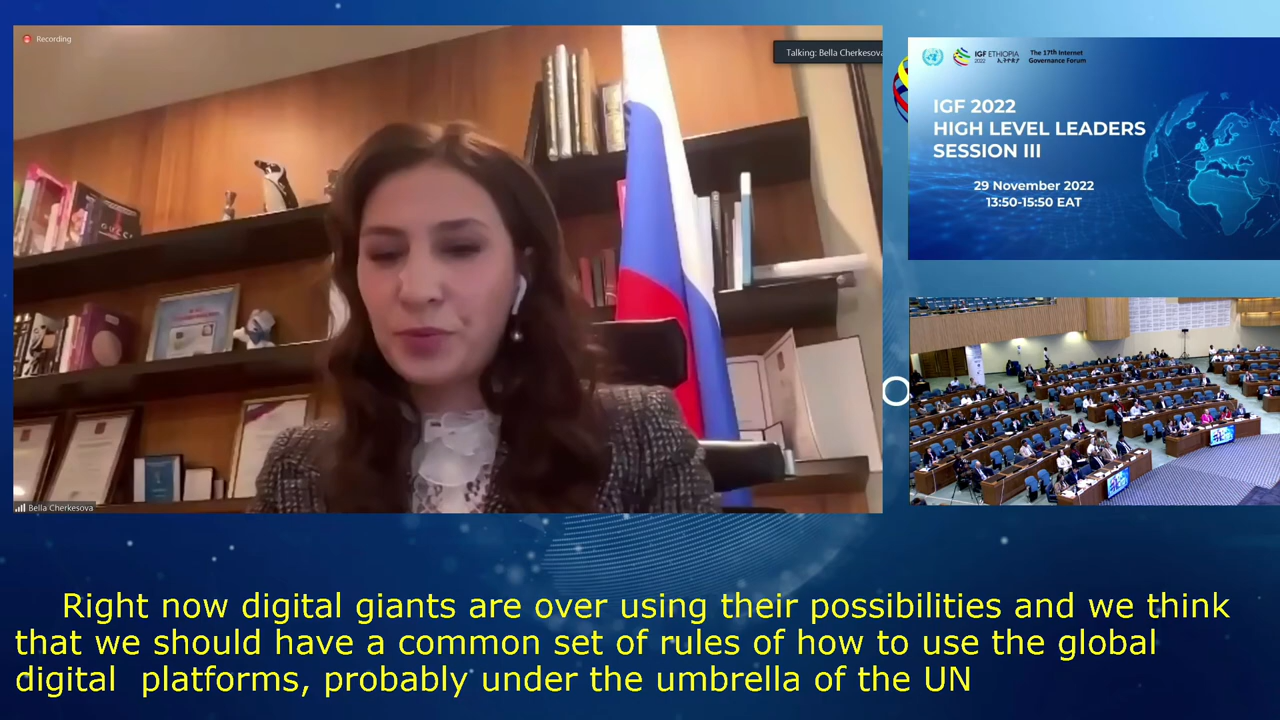 Recording
Talking: Bella Cherkesova
IGF ETHIOPIA
2022 ኢትዮጵያ
The 17th Internet
Governance Forum
IGF 2022
HIGH LEVEL LEADERS
SESSION III
29 November 2022
13:50-15:50 EAT
GUCCI
O
Bella Cherkesova
Right now digital giants are over using their possibilities and we think
that we should have a common set of rules of how to use the global
digital platforms, probably under the umbrella of the UN